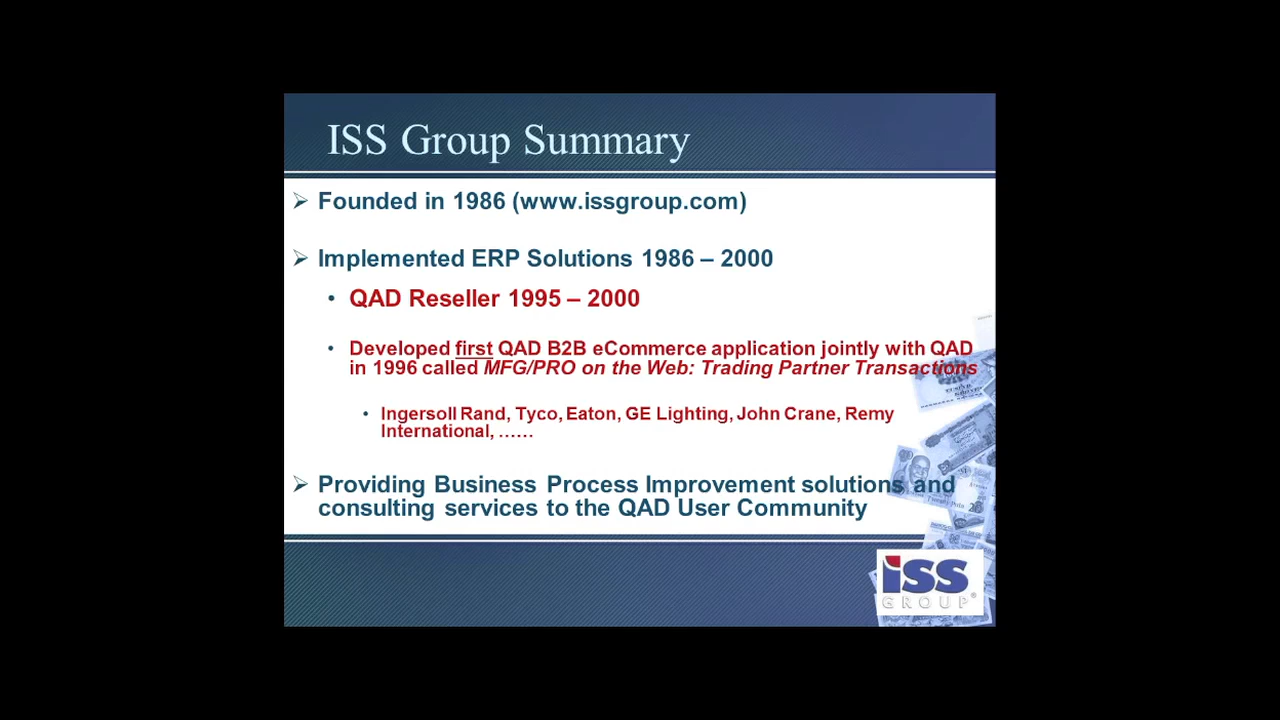 ISS Group Summary
Founded in 1986 (www.issgroup.com)
Implemented ERP Solutions 1986 – 2000
QAD Reseller 1995 – 2000
Developed first QAD B2B eCommerce application jointly with QAD
in 1996 called MFG/PRO on the Web: Trading Partner Transactions
Ingersoll Rand, Tyco, Eaton, GE Lighting, John Crane, Remy
International, ……
Providing Business Process Improvement solutions and
consulting services to the QAD User Community
iSS
GROUP®